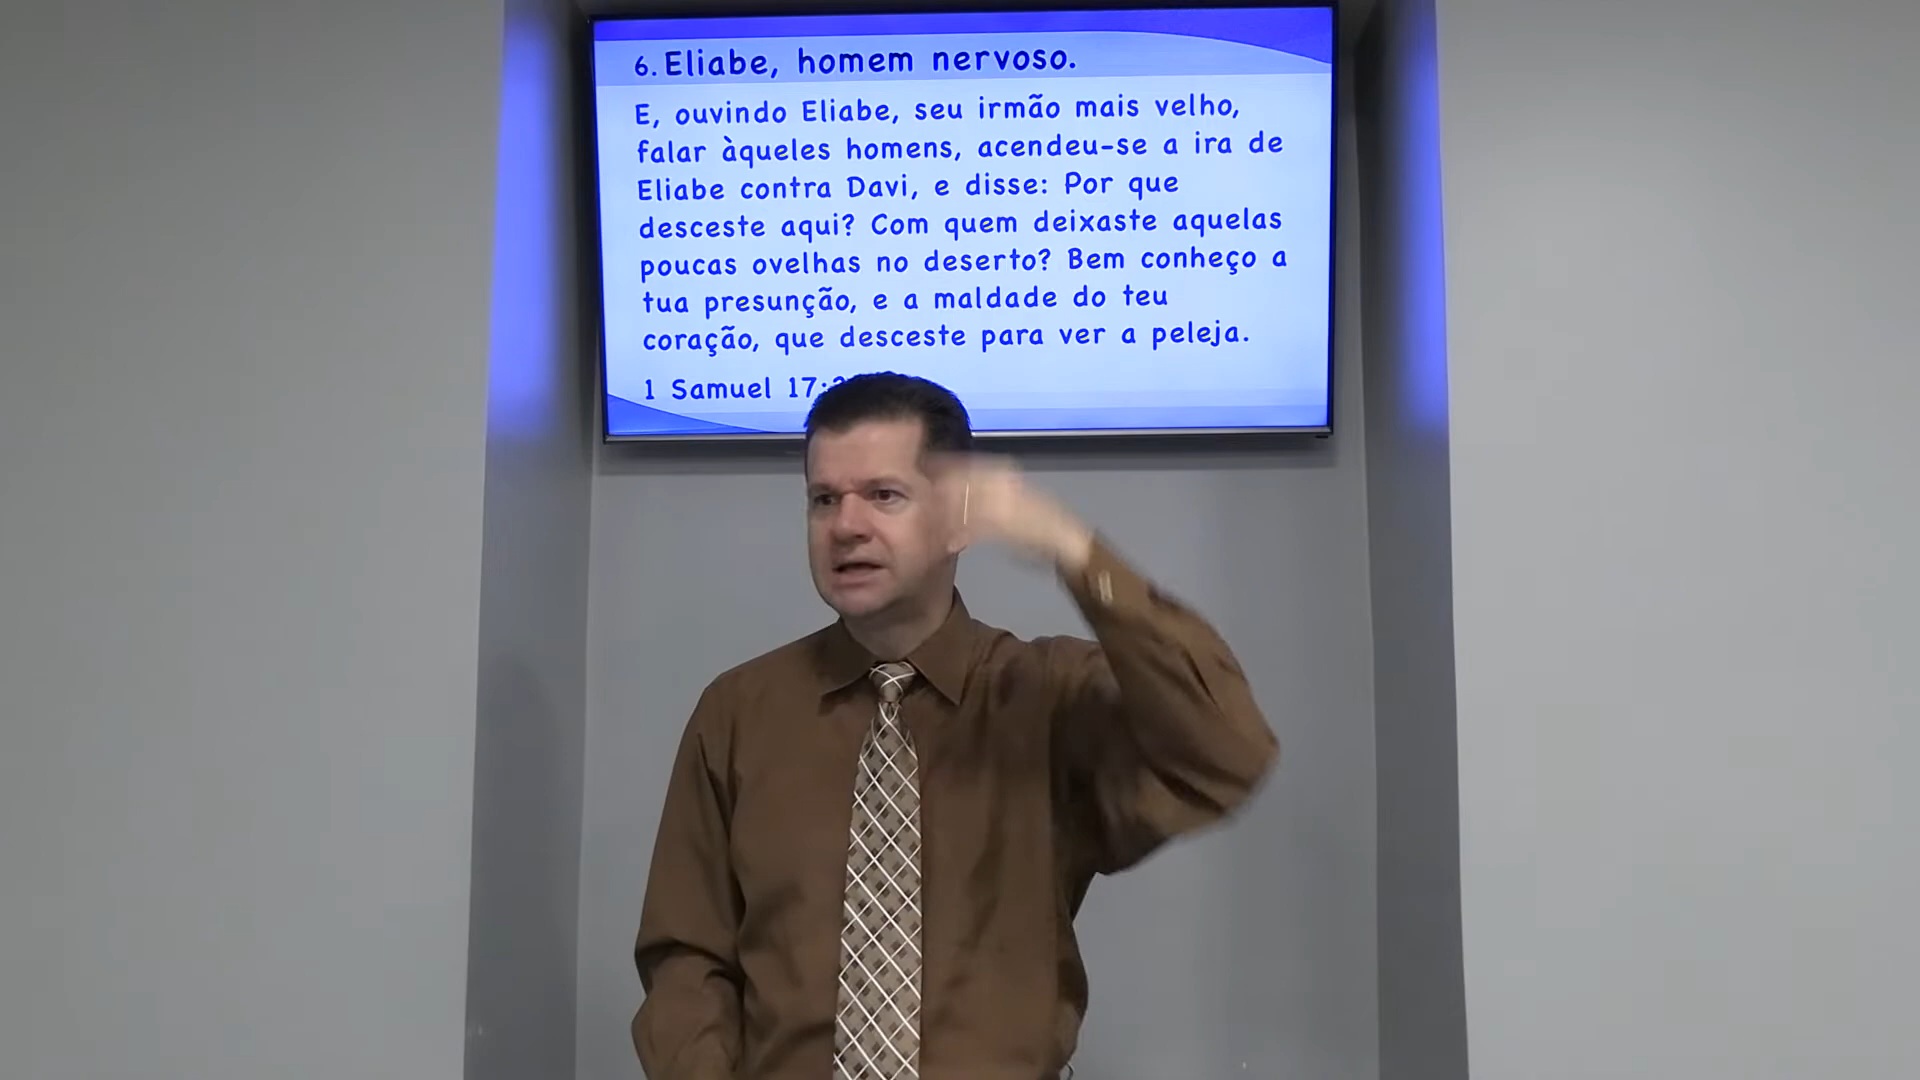 6. Eliabe, homem nervoso.
E, ouvindo Eliabe, seu irmão mais velho,
falar àqueles homens, acendeu-se a ira de
Eliabe contra Davi, e disse: Por que
desceste aqui? Com quem deixaste aquelas
poucas ovelhas no deserto? Bem conheço a
tua presunção, e a maldade do teu
coração, que desceste para ver a peleja.
1 Samuel 17: